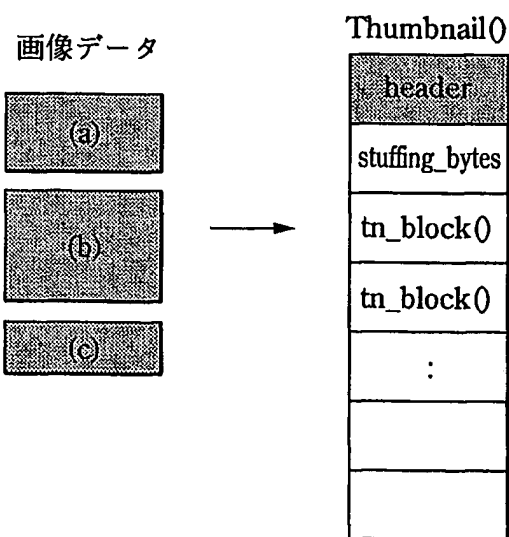 画像データ
(a)
(b)
(c)
Thumbnail()
header
stuffing_bytes
tn_block()
tn_block()
: